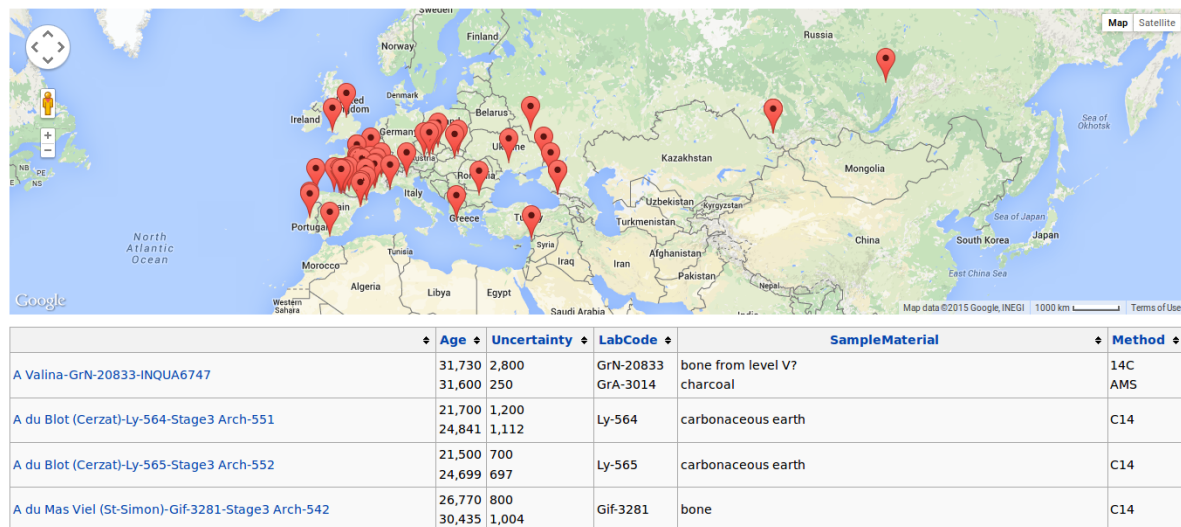 Sweden
Map Satellite
Russia
Finland
Norway
United
Kingdom
Denmark
Belarus
Ireland
Sea of
Okhotsk
German
Ukraine
Kazakhstan
NB PE
NS
Austria
Mongolia
Romania
Italy
Uzbekistan
Kyrgyzstan
Spain
Portugal
Greece
Turkey
Turkmenistan
Sea of Japan
North
Atlantic
Ocean
China
South Korea
Japan
Tunisia
Syria
Afghanistan
Morocco
Iraq
Iran
East China Sea
Pakistan
Algeria
Libya
Egypt
Nepal
Google
Western
Sahara
Saudi Arabia
India
Map data ©2015 Google, INEGI 1000 km Terms of Use
Age Uncertainty LabCode SampleMaterial Method
A Valina-GrN-20833-INQUA6747
31,730 2,800 GrN-20833 bone from level V? 14C
31,600 250 GrA-3014 charcoal AMS
A du Blot (Cerzat)-Ly-564-Stage3 Arch-551
21,700 1,200
24,841 1,112
Ly-564 carbonaceous earth C14
A du Blot (Cerzat)-Ly-565-Stage3 Arch-552
21,500 700
24,699 697
Ly-565 carbonaceous earth C14
A du Mas Viel (St-Simon)-Gif-3281-Stage3 Arch-542
26,770 800
30,435 1,004
Gif-3281 bone C14